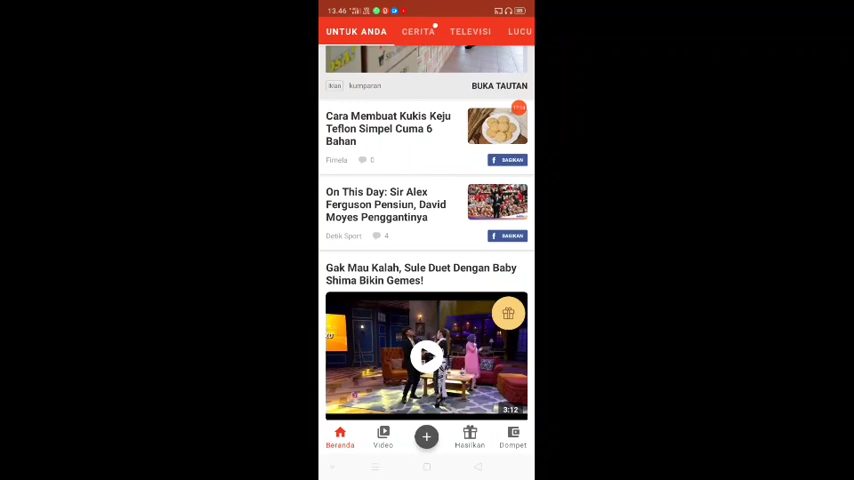 13.46
UNTUK ANDA CERITA TELEVISI LUCU
Iklan kumparan BUKA TAUTAN
Cara Membuat Kukis Keju
Teflon Simpel Cuma 6
Bahan
Fimela 0 BAGIKAN
On This Day: Sir Alex
Ferguson Pensiun, David
Moyes Penggantinya
Detik Sport 4 BAGIKAN
Gak Mau Kalah, Sule Duet Dengan Baby
Shima Bikin Gemes!
3:12
Beranda Video Hasilkan Dompet